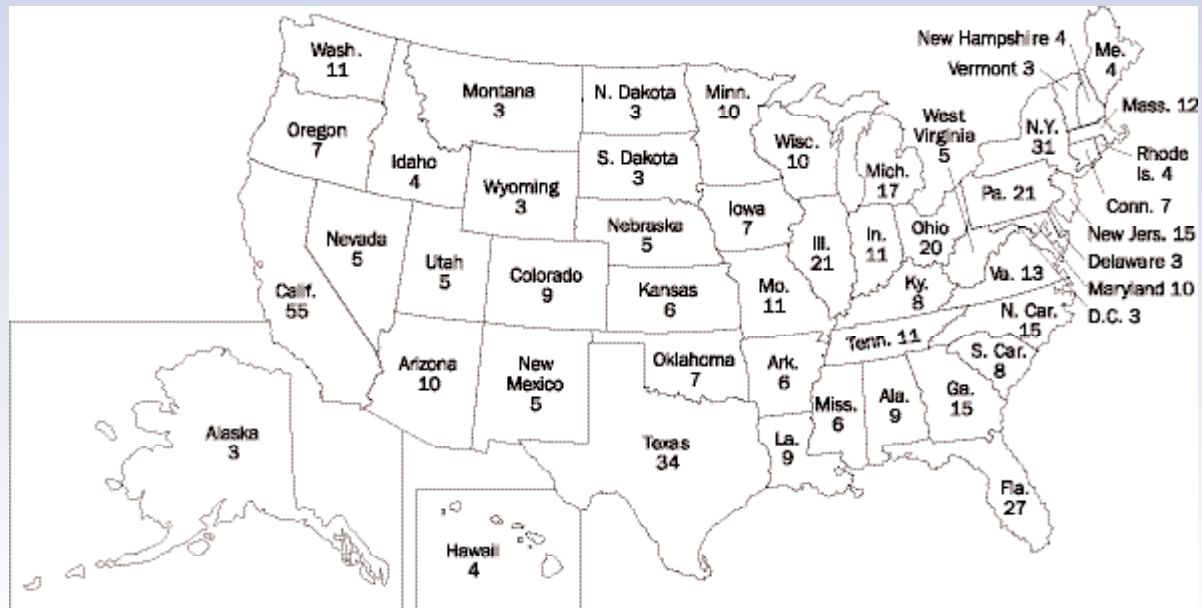 Wash.
11
Montana
3
N. Dakota
3
Minn.
10
New Hampshire 4
Vermont 3
Me.
4
Mass. 12
Oregon
7
Idaho
4
Wyoming
3
S. Dakota
3
Wisc.
10
Mich.
17
West
Virginia
5
N.Y.
31
Rhode
Is. 4
Conn. 7
New Jers. 15
Delaware 3
Maryland 10
D.C. 3
Nevada
5
Utah
5
Colorado
9
Nebraska
5
Iowa
7
Ill.
21
In.
11
Ohio
20
Pa. 21
Calif.
55
Kansas
6
Mo.
11
Ky.
8
Va. 13
Arizona
10
New
Mexico
5
Oklahoma
7
Ark.
6
Tenn. 11
N. Car.
15
S. Car.
8
Texas
34
La.
9
Miss.
6
Ala.
9
Ga.
15
Fla.
27
Alaska
3
Hawaii
4